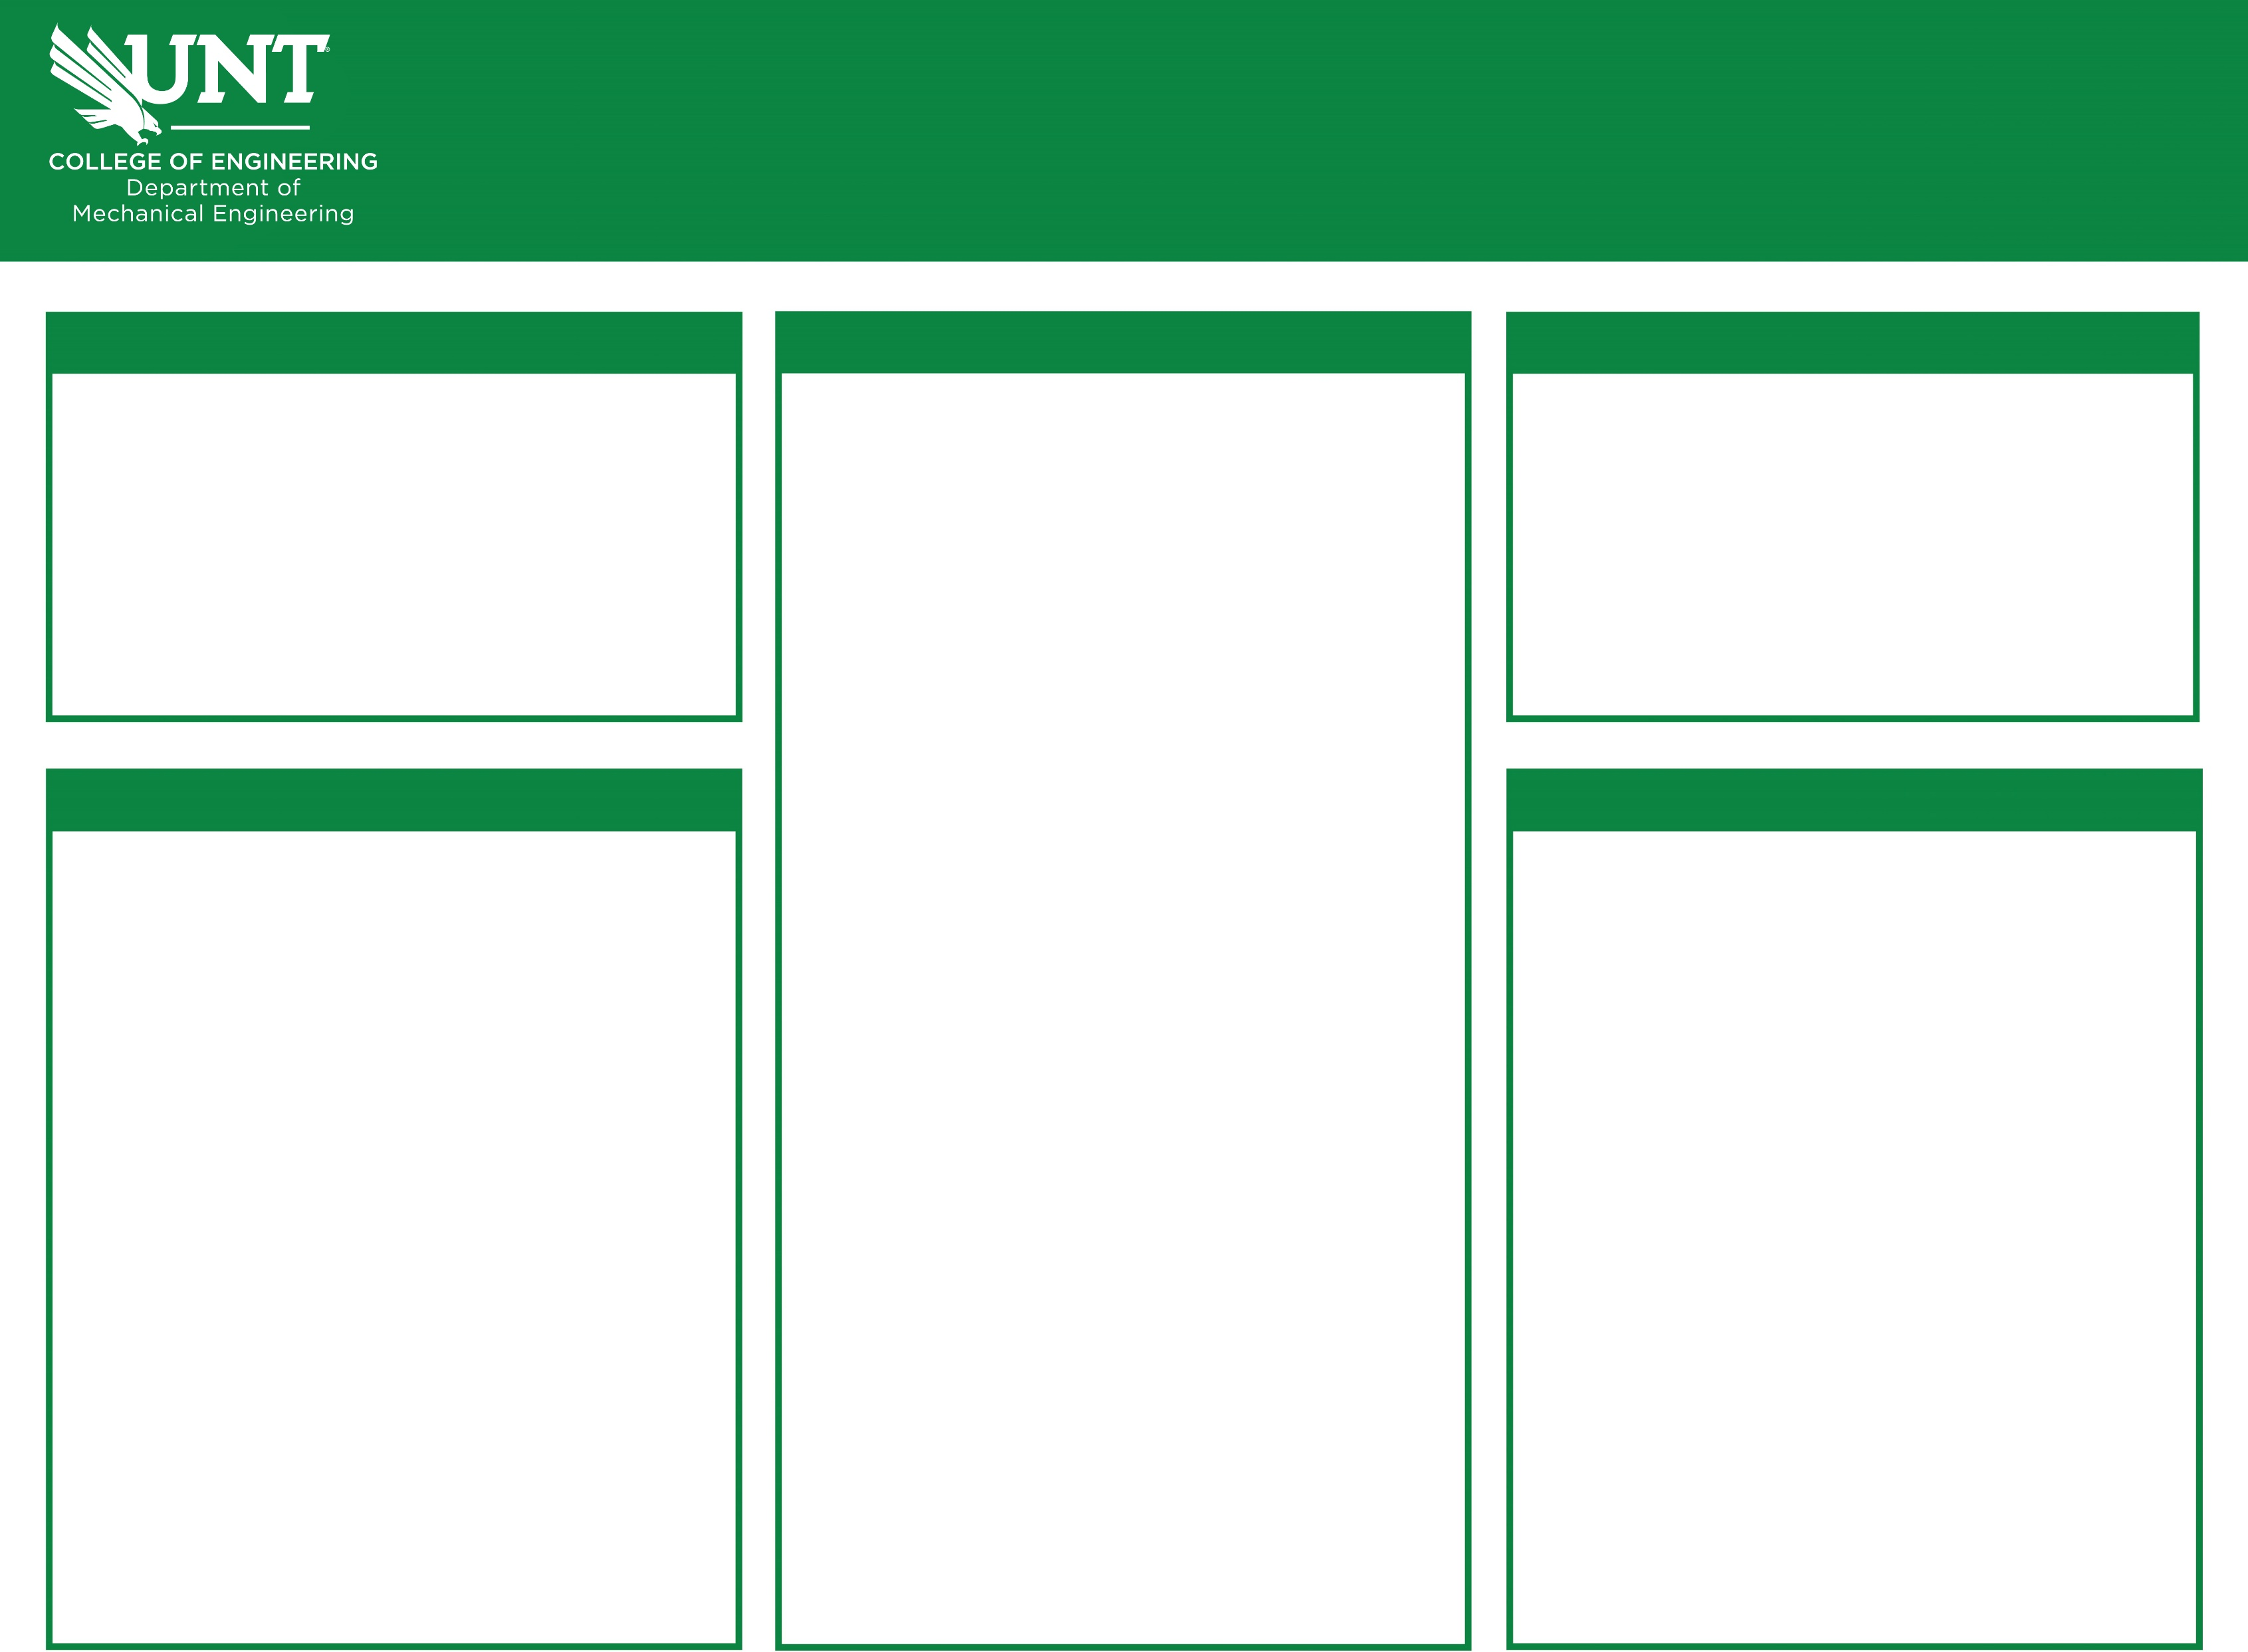 UNT®
COLLEGE OF ENGINEERING
Department of
Mechanical Engineering